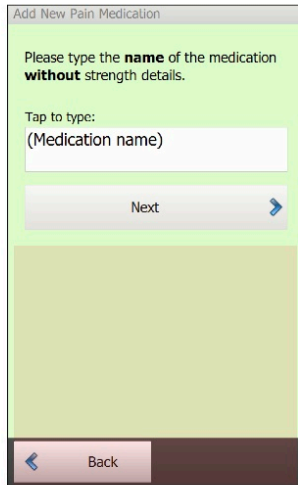 Add New Pain Medication
Please type the name of the medication
without strength details.
Tap to type:
(Medication name)
Next
Back